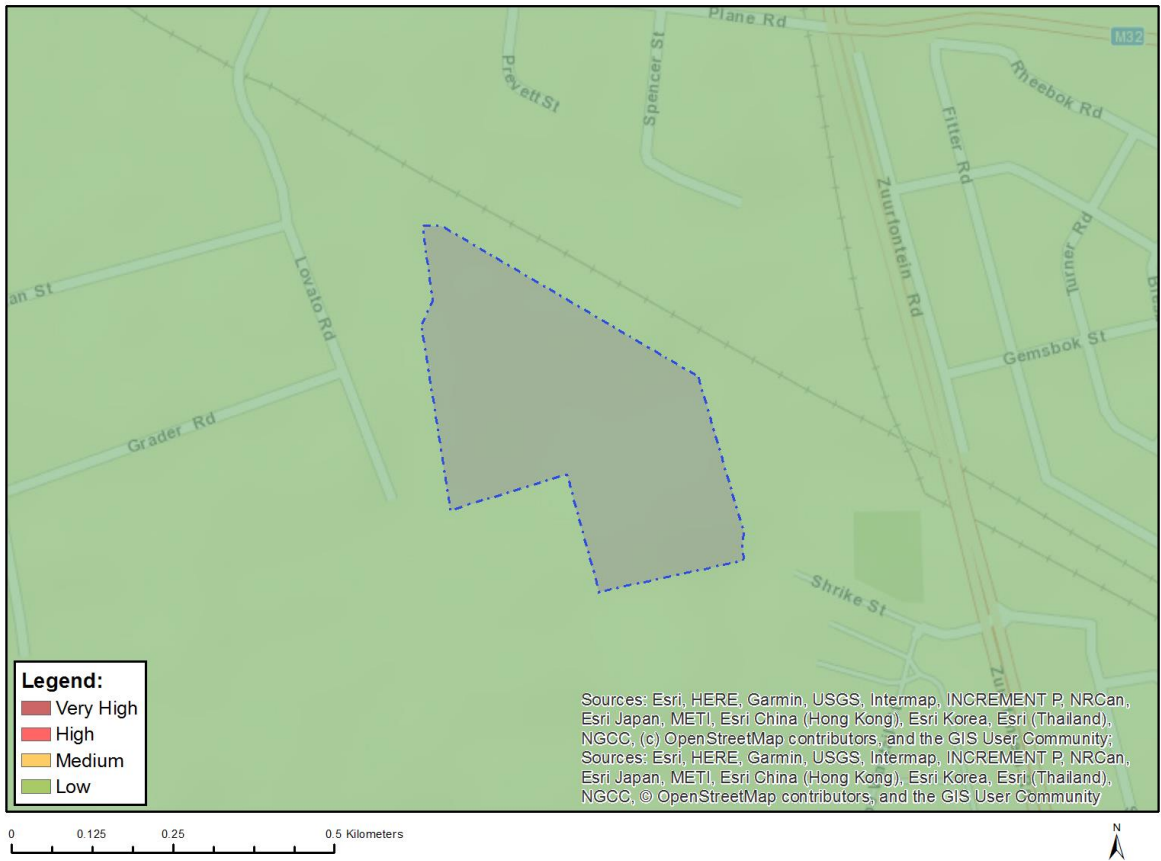 Plane Rd
M32
Prevett St
Spencer St
Rheebok Rd
Fitter Rd
Zuurfontein Rd
Turner Rd
an St
Lovato Rd
Gemsbok St
Grader Rd
Shrike St
Legend:
Very High
High
Medium
Low
Sources: Esri, HERE, Garmin, USGS, Intermap, INCREMENT P, NRCan,
Esri Japan, METI, Esri China (Hong Kong), Esri Korea, Esri (Thailand),
NGCC, (c) OpenStreetMap contributors, and the GIS User Community;
Sources: Esri, HERE, Garmin, USGS, Intermap, INCREMENT P, NRCan,
Esri Japan, METI, Esri China (Hong Kong), Esri Korea, Esri (Thailand),
NGCC, © OpenStreetMap contributors, and the GIS User Community
0 0.125 0.25 0.5 Kilometers
N